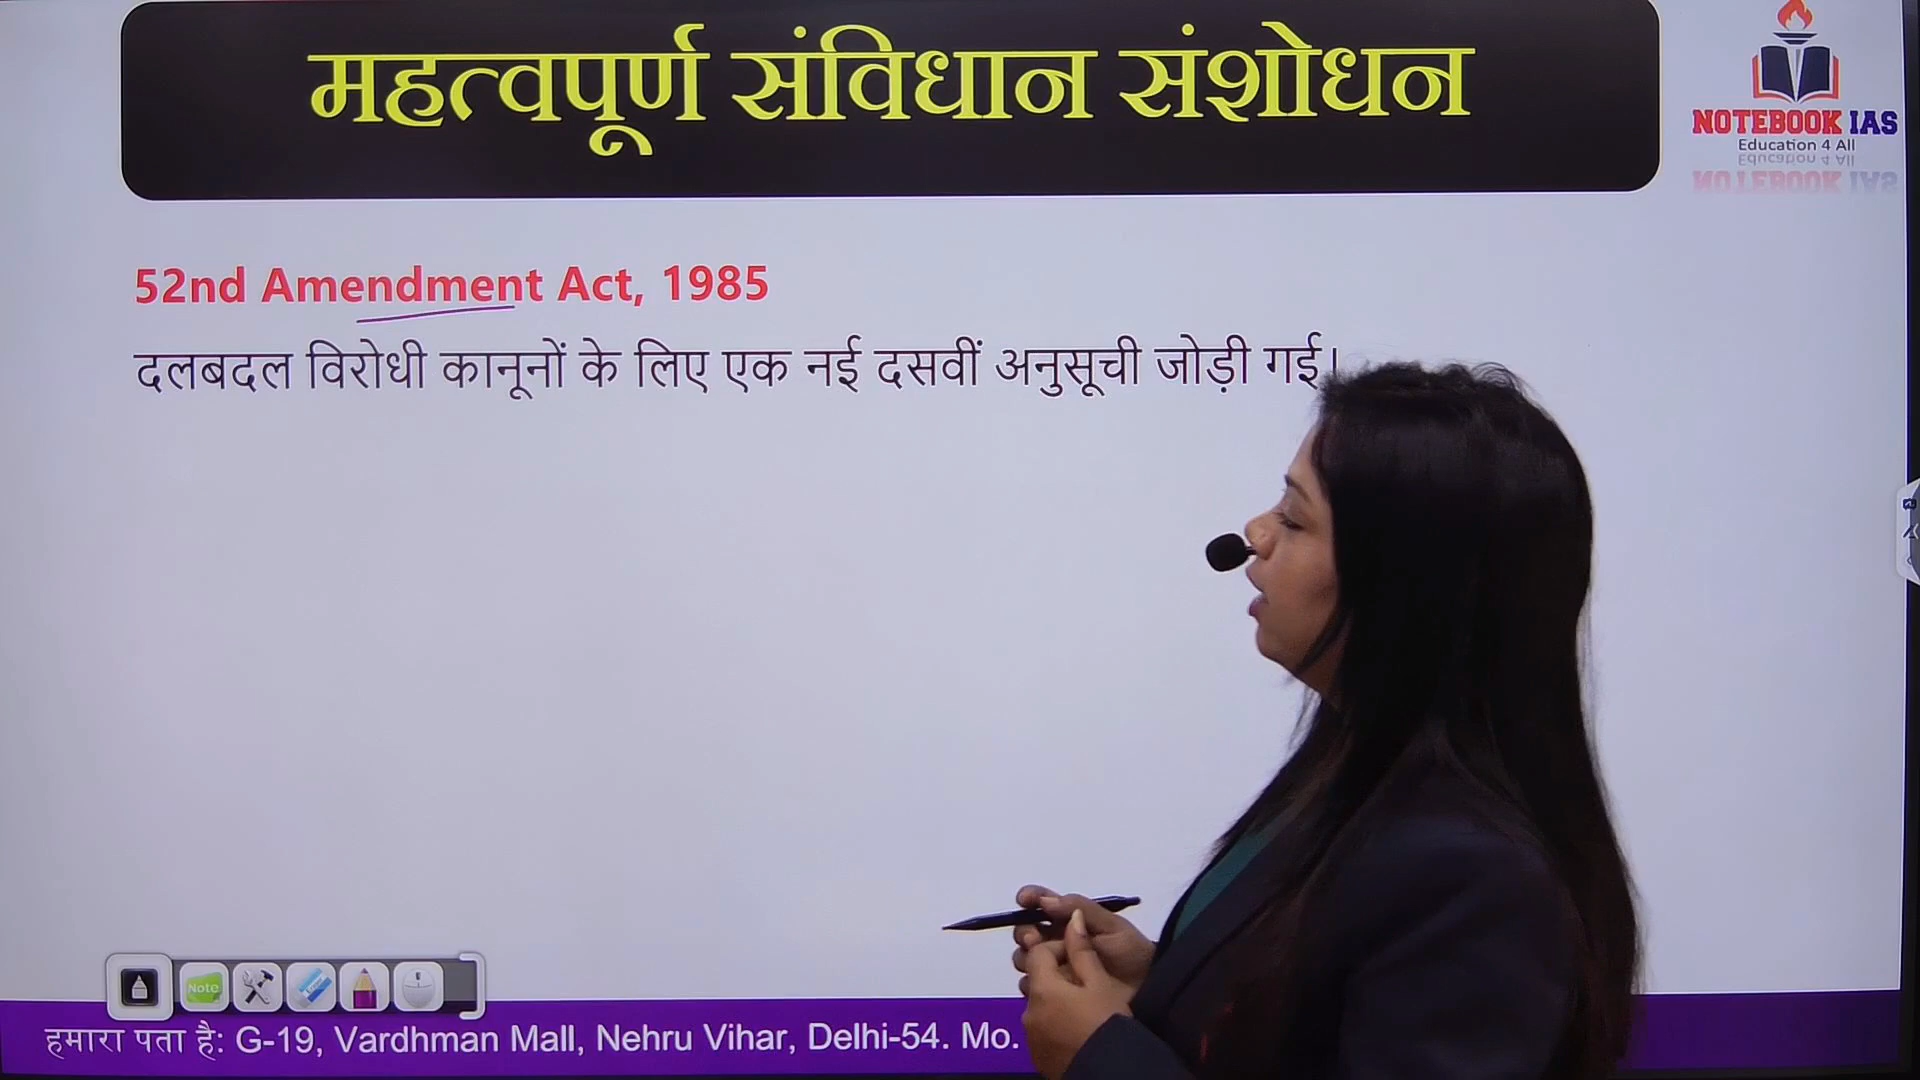 महत्वपूर्ण संविधान संशोधन
NOTEBOOK IAS
Education 4 All
52nd Amendment Act, 1985
दलबदल विरोधी कानूनों के लिए एक नई दसवीं अनुसूची जोड़ी गई।
Note
हमारा पता है: G-19, Vardhman Mall, Nehru Vihar, Delhi-54. Mo.